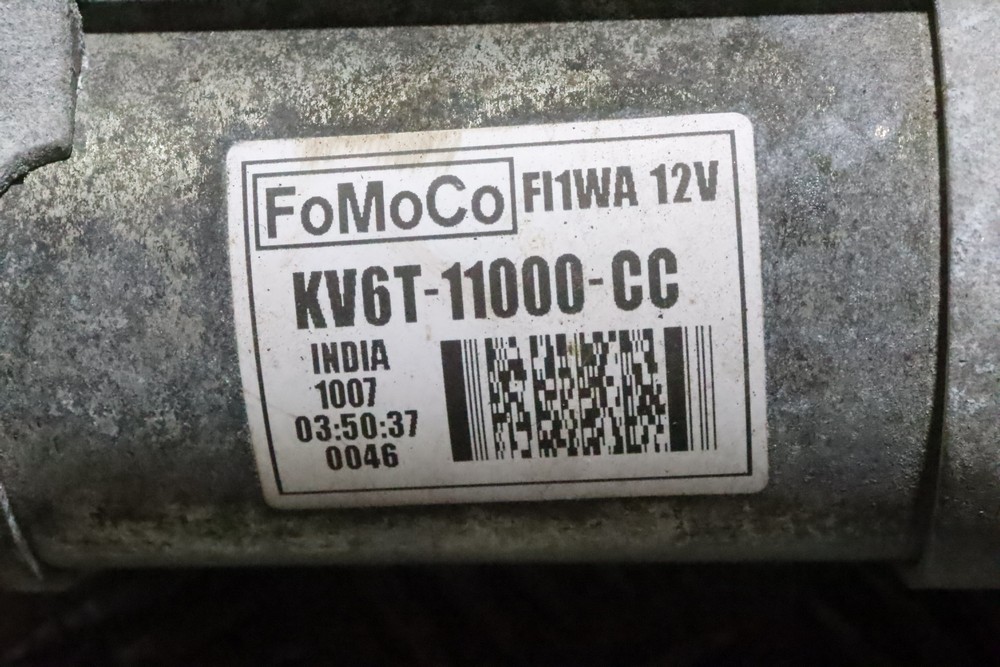 FoMoCo FI1WA 12V
KV6T-11000-CC
INDIA
1007
03:50:37
0046